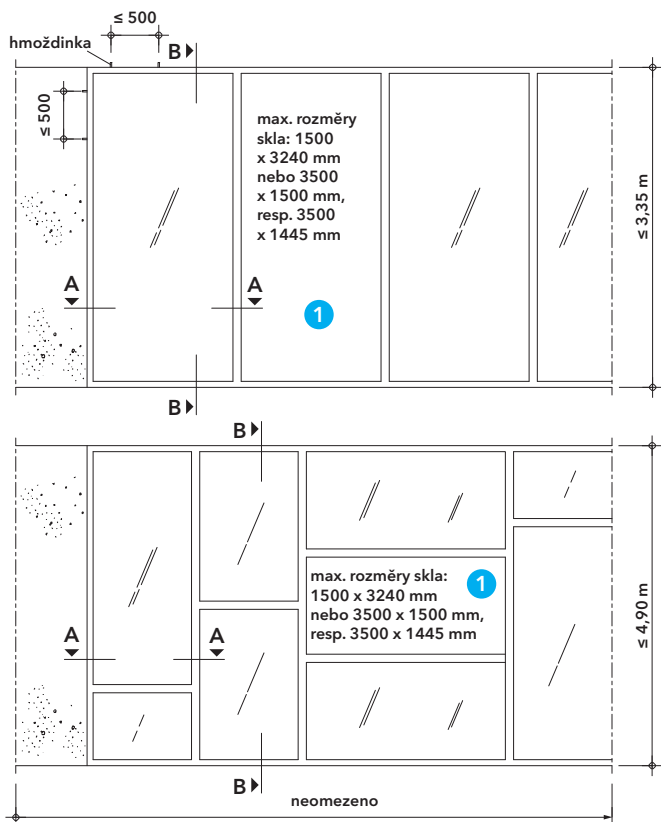 ≤ 500
hmoždinka
B
≤ 500
max. rozměry
skla: 1500
x 3240 mm
nebo 3500
x 1500 mm,
resp. 3500
x 1445 mm
≤ 3,35 m
A
A
1
B
B
max. rozměry skla:
1500 x 3240 mm
nebo 3500 x 1500 mm,
resp. 3500 x 1445 mm
1
≤ 4,90 m
A
A
B
neomezeno